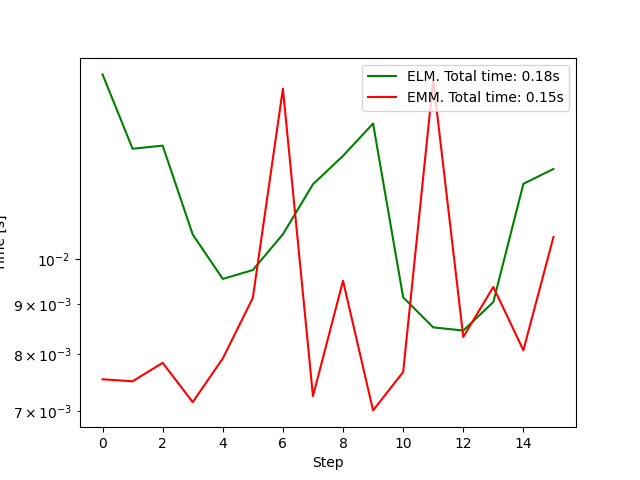 ELM. Total time: 0.18s
EMM. Total time: 0.15s
Time [s]
10⁻²
9 × 10⁻³
8 × 10⁻³
7 × 10⁻³
0 2 4 6 8 10 12 14
Step